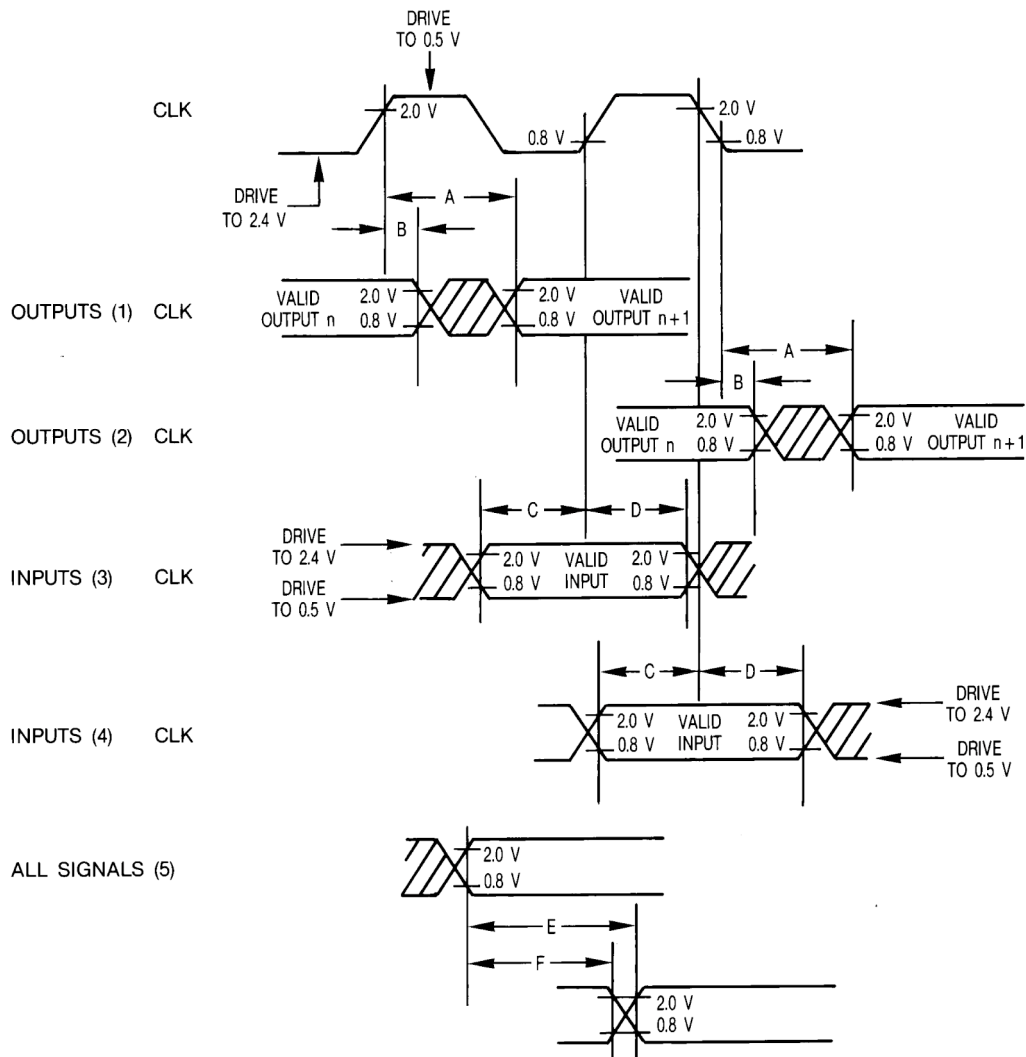 DRIVE
TO 0.5 V
CLK
2.0 V
2.0 V
0.8 V
0.8 V
DRIVE
TO 2.4 V
A
B
OUTPUTS (1) CLK
VALID
OUTPUT n
2.0 V
0.8 V
2.0 V
0.8 V
VALID
OUTPUT n+1
A
B
OUTPUTS (2) CLK
VALID
OUTPUT n
2.0 V
0.8 V
2.0 V
0.8 V
VALID
OUTPUT n+1
C
D
INPUTS (3) CLK
DRIVE
TO 2.4 V
DRIVE
TO 0.5 V
2.0 V
0.8 V
VALID
INPUT
2.0 V
0.8 V
C
D
INPUTS (4) CLK
2.0 V
0.8 V
VALID
INPUT
2.0 V
0.8 V
DRIVE
TO 2.4 V
DRIVE
TO 0.5 V
ALL SIGNALS (5)
2.0 V
0.8 V
E
F
2.0 V
0.8 V